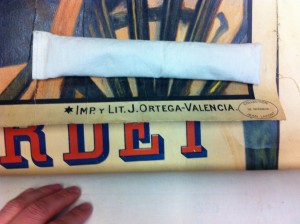 ★ IMP. Y LIT. J. ORTEGA-VALENCIA.
RDET